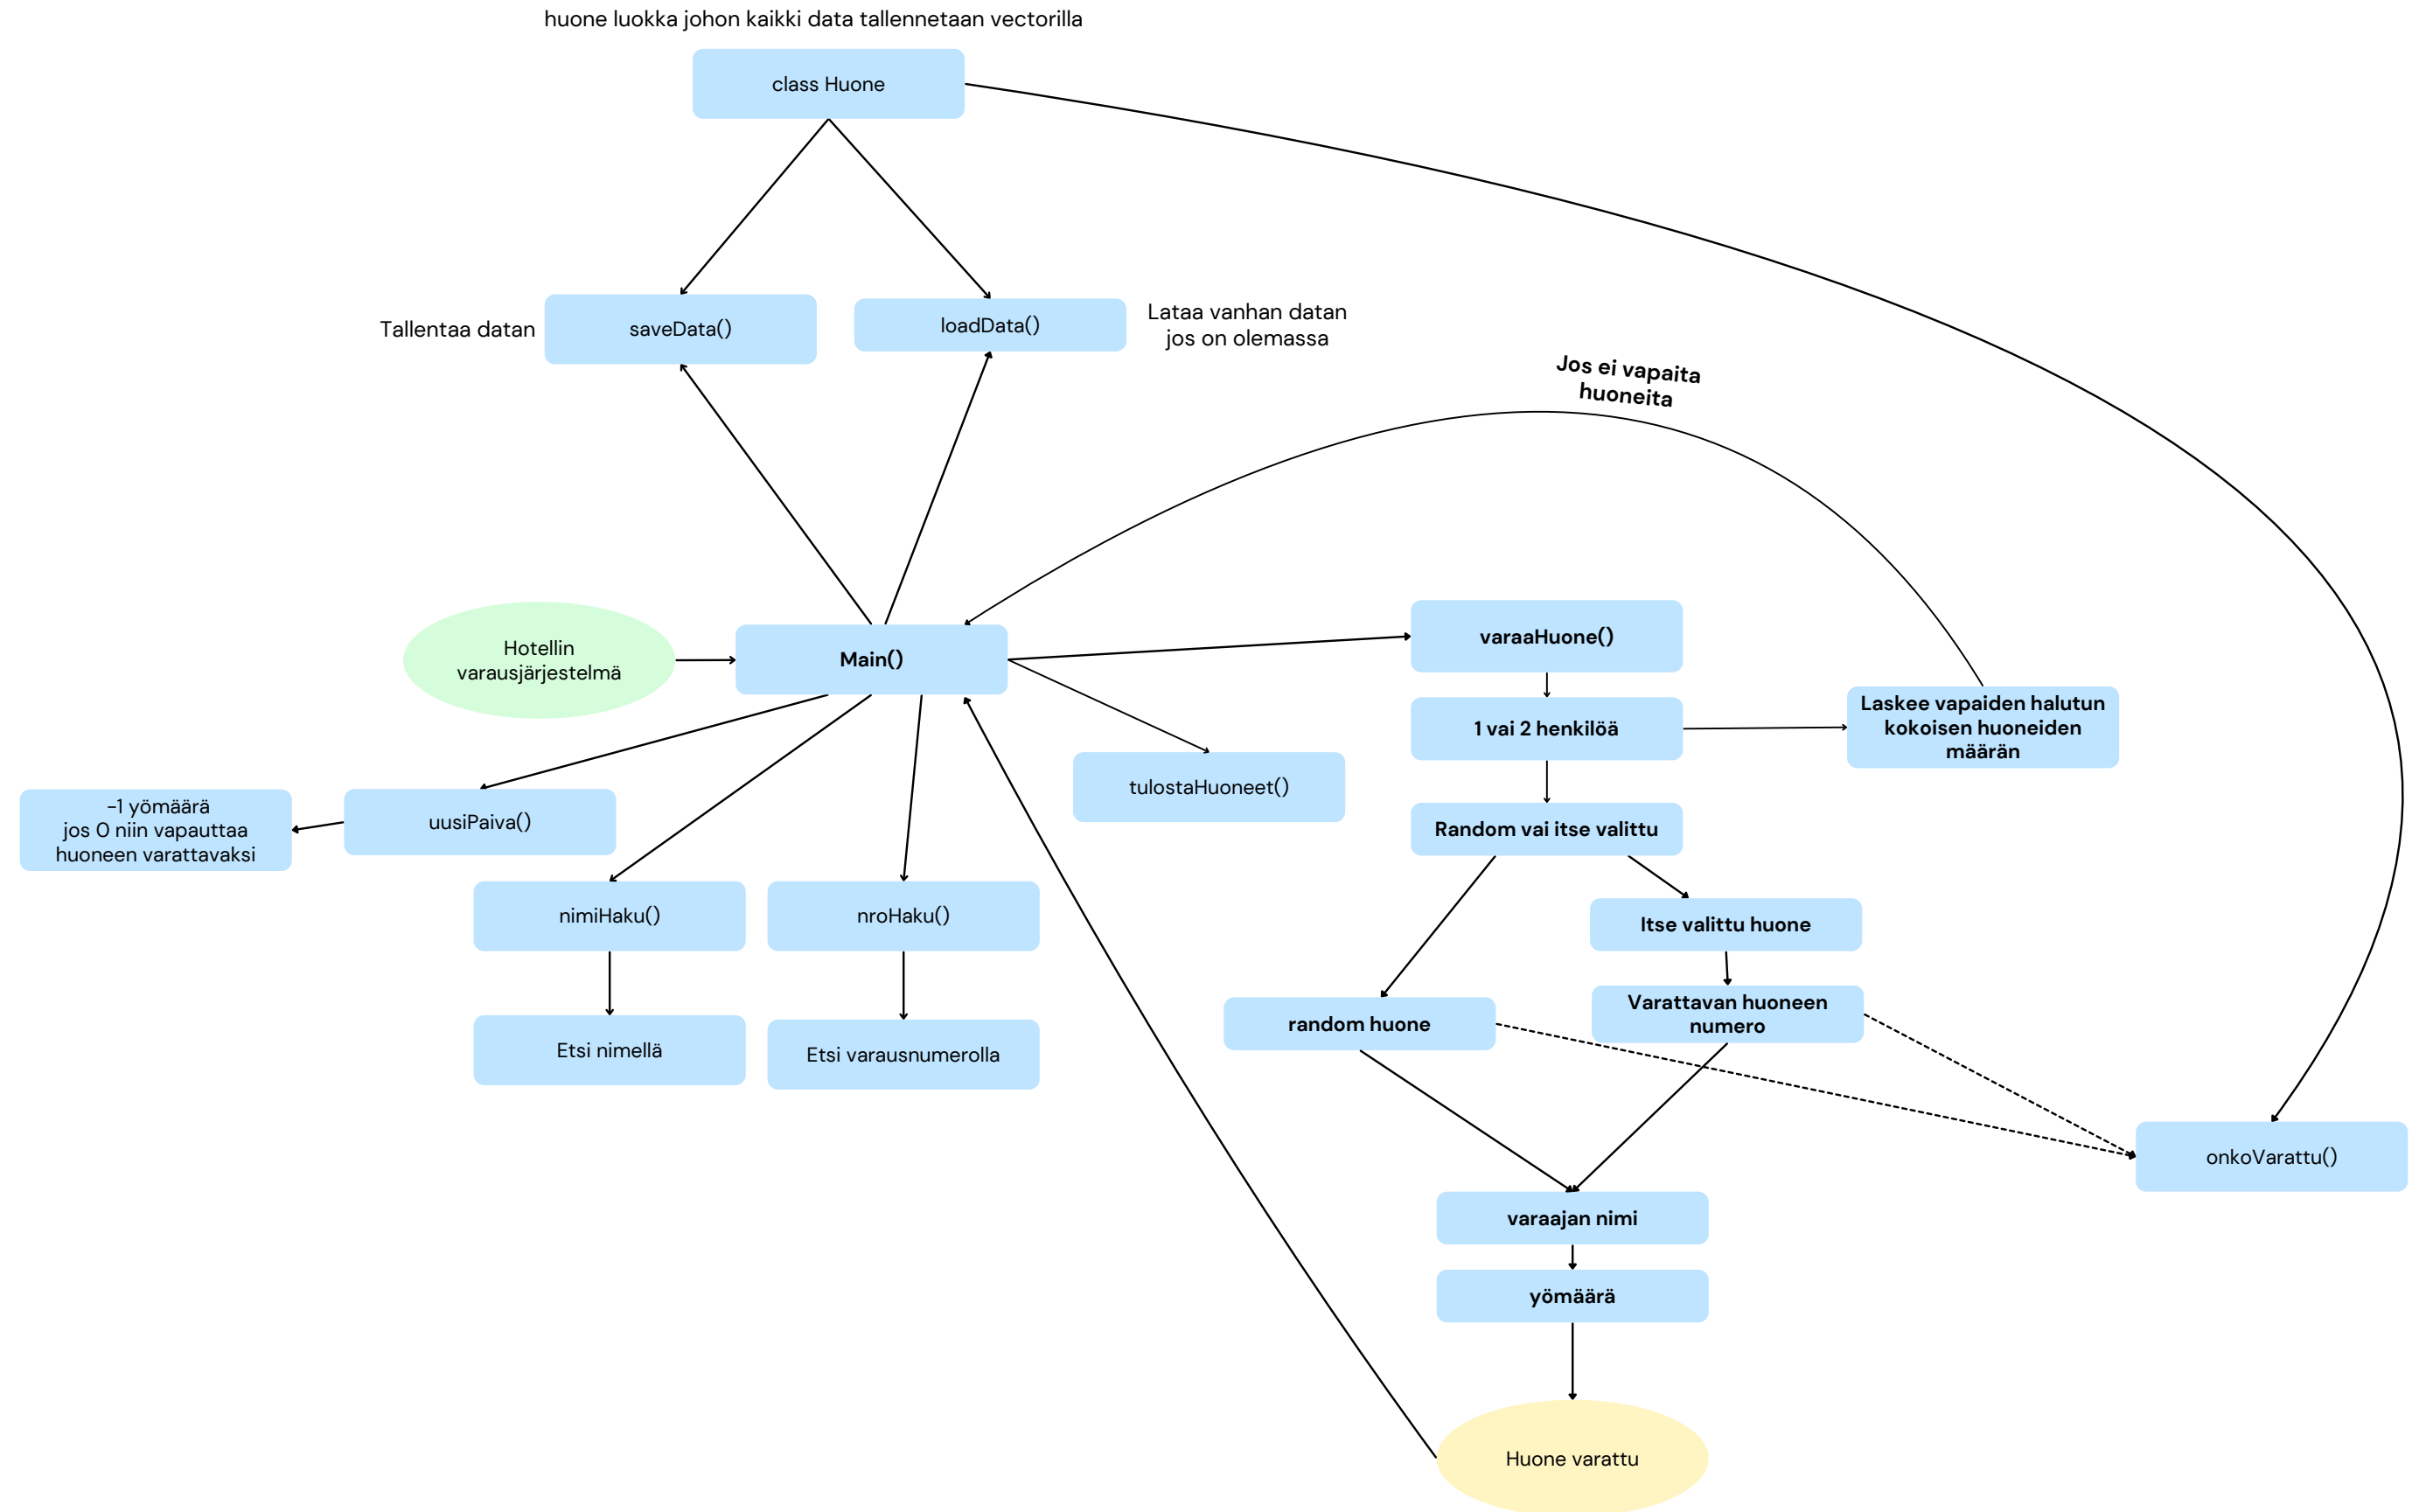 huone luokka johon kaikki data tallennetaan vectorilla
class Huone
Tallentaa datan
saveData()
loadData()
Lataa vanhan datan
jos on olemassa
Jos ei vapaita
huoneita
Hotellin
varausjärjestelmä
Main()
varaaHuone()
1 vai 2 henkilöä
Laskee vapaiden halutun
kokoisen huoneiden
määrän
tulostaHuoneet()
-1 yömäärä
jos 0 niin vapauttaa
huoneen varattavaksi
uusiPaiva()
Random vai itse valittu
nimiHaku()
nroHaku()
Itse valittu huone
Etsi nimellä
Etsi varausnumerolla
random huone
Varattavan huoneen
numero
onkoVarattu()
varaajan nimi
yömäärä
Huone varattu